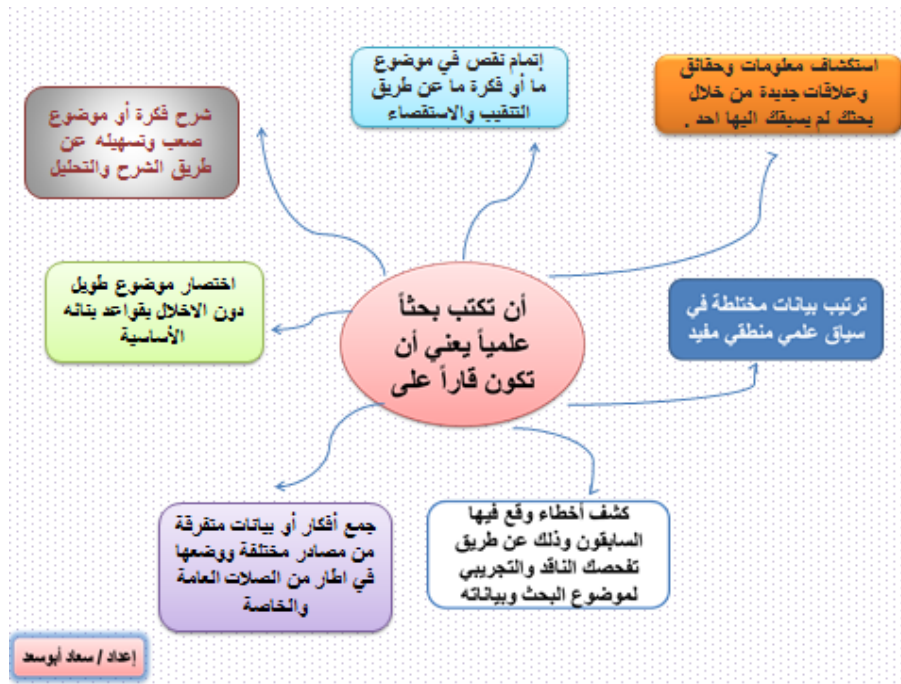 استكشاف معلومات وحقائق
وعلاقات جديدة من خلال
بحثك لم يسبقك اليها احد .
إتمام نقص في موضوع
ما أو فكرة ما عن طريق
التنقيب والاستقصاء
شرح فكرة أو موضوع
صعب وتسهيله عن
طريق الشرح والتحليل
أن تكتب بحثاً
علمياً يعني أن
تكون قاراً على
ترتيب بيانات مختلطة في
سياق علمي منطقي مفيد
اختصار موضوع طويل
دون الاخلال بقواعد بنائه
الأساسية
كشف أخطاء وقع فيها
السابقون وذلك عن طريق
تفحصك الناقد والتجريبي
لموضوع البحث وبياناته
جمع أفكار أو بيانات متفرقة
من مصادر مختلفة ووضعها
في اطار من الصلات العامة
والخاصة
إعداد / سعاد أبوسعد